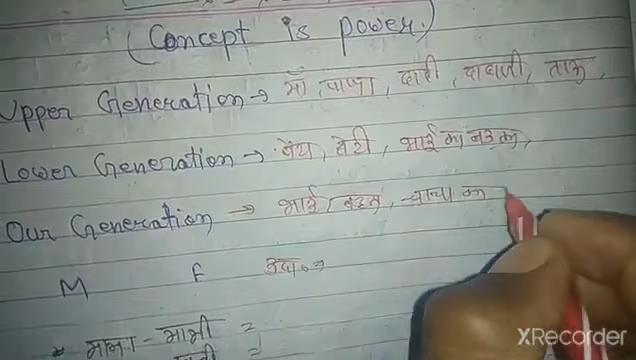 (Concept is power.)
Upper Generation → माँ, पापा, दादी, दादाजी, ताऊ,
Lower Generation → बेटा, बेटी, भाई का लड़का,
Our Generation → भाई, बहन, चाचा का
M F
मामा - मामी =
XRecorder